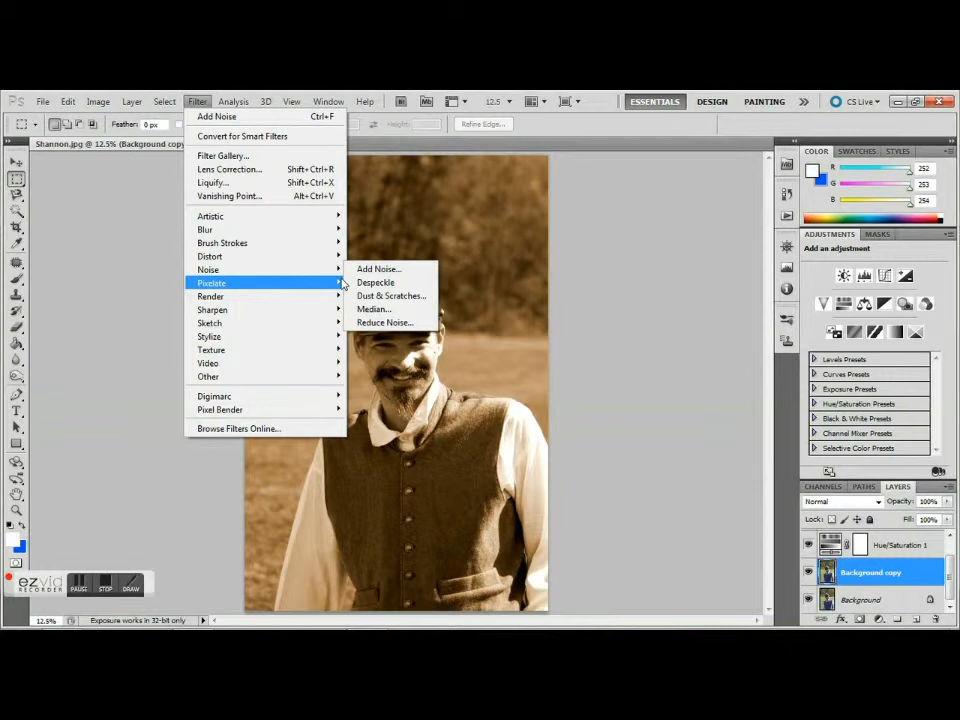 Ps File Edit Image Layer Select Filter Analysis 3D View Window Help Br Mb 12.5 ESSENTIALS DESIGN PAINTING CS Live
Feather: 0 px Height: Refine Edge...
Shannon.jpg @ 12.5% (Background copy
Add Noise Ctrl+F
Convert for Smart Filters
Filter Gallery...
Lens Correction... Shift+Ctrl+R
Liquify... Shift+Ctrl+X
Vanishing Point... Alt+Ctrl+V
Artistic
Blur
Brush Strokes
Distort
Noise
Pixelate
Render
Sharpen
Sketch
Stylize
Texture
Video
Other
Digimarc
Pixel Bender
Browse Filters Online...
Add Noise...
Despeckle
Dust & Scratches...
Median...
Reduce Noise...
COLOR SWATCHES STYLES
R 252
G 253
B 254
ADJUSTMENTS MASKS
Add an adjustment
Levels Presets
Curves Presets
Exposure Presets
Hue/Saturation Presets
Black & White Presets
Channel Mixer Presets
Selective Color Presets
CHANNELS PATHS LAYERS
Normal Opacity: 100%
Lock: Fill: 100%
Hue/Saturation 1
Background copy
Background
ezvid
RECORDER
PAUSE STOP DRAW
12.5% Exposure works in 32-bit only